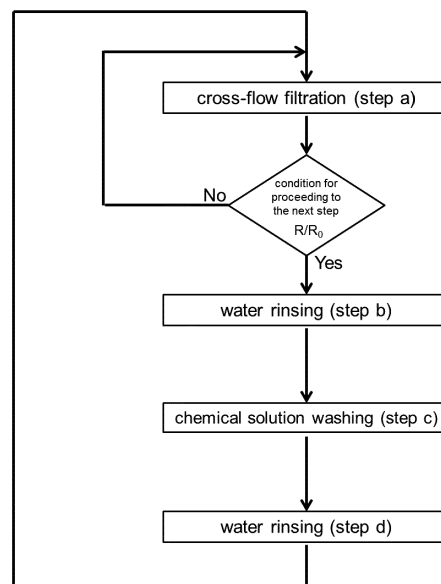 cross-flow filtration (step a)
condition for
proceeding to
the next step
R/R₀
No
Yes
water rinsing (step b)
chemical solution washing (step c)
water rinsing (step d)